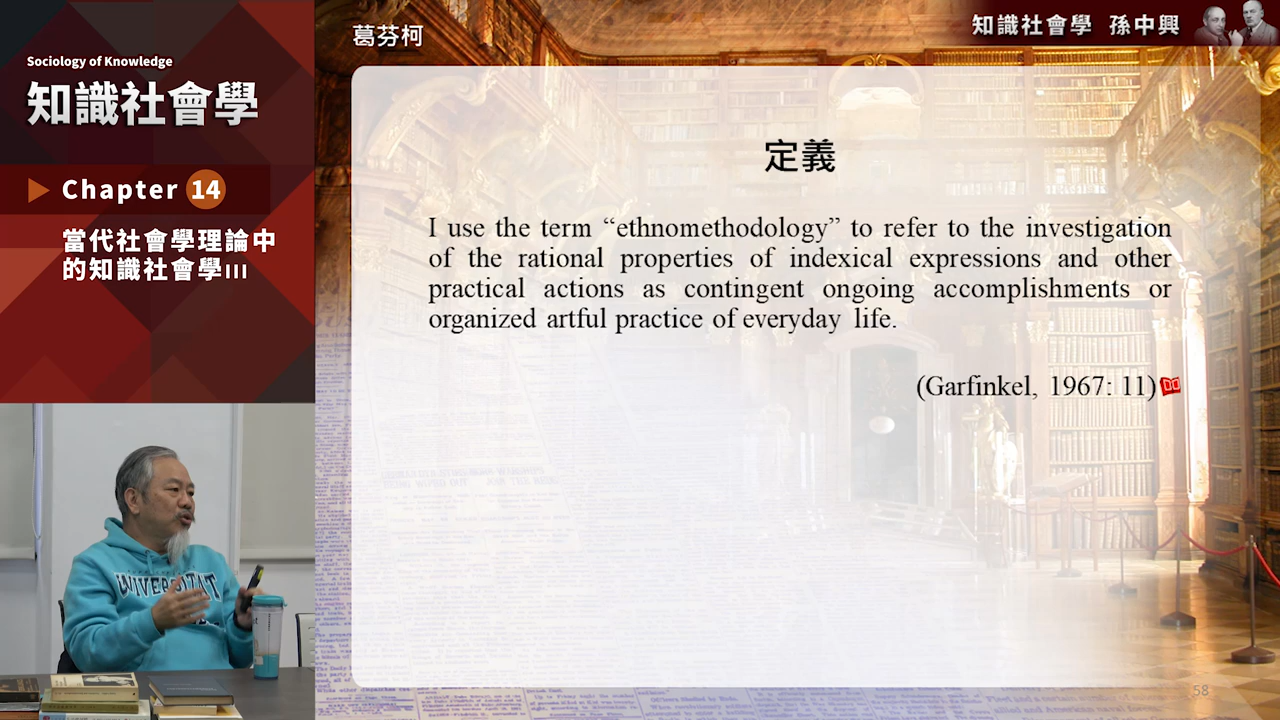 Sociology of Knowledge
知識社會學
Chapter 14
當代社會學理論中
的知識社會學III
葛芬柯
知識社會學 孫中興
定義
I use the term “ethnomethodology” to refer to the investigation
of the rational properties of indexical expressions and other
practical actions as contingent ongoing accomplishments or
organized artful practice of everyday life.
(Garfinkel, 1967: 11)
58